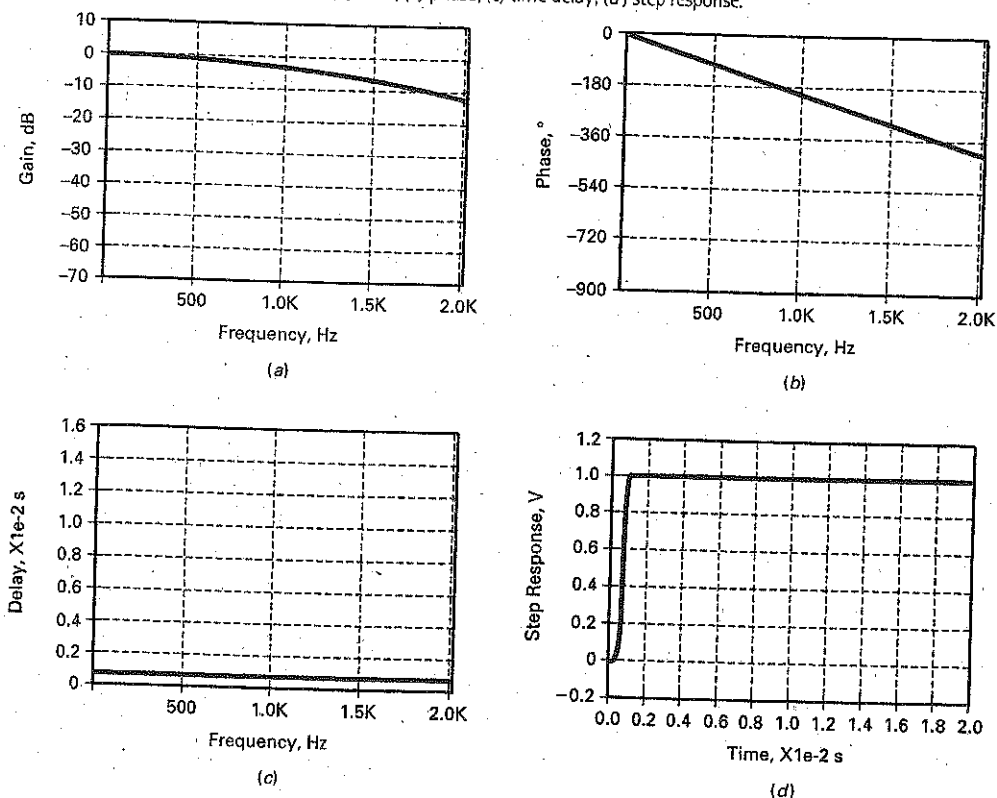 phase; (c) time delay; (d) step response.
10
0
-10
-20
-30
-40
-50
-60
-70
Gain, dB
500 1.0K 1.5K 2.0K
Frequency, Hz
(a)
0
-180
-360
-540
-720
-900
Phase, °
500 1.0K 1.5K 2.0K
Frequency, Hz
(b)
1.6
1.4
1.2
1.0
0.8
0.6
0.4
0.2
0
Delay, X1e-2 s
500 1.0K 1.5K 2.0K
Frequency, Hz
(c)
1.2
1.0
0.8
0.6
0.4
0.2
0
-0.2
Step Response, V
0.0 0.2 0.4 0.6 0.8 1.0 1.2 1.4 1.6 1.8 2.0
Time, X1e-2 s
(d)